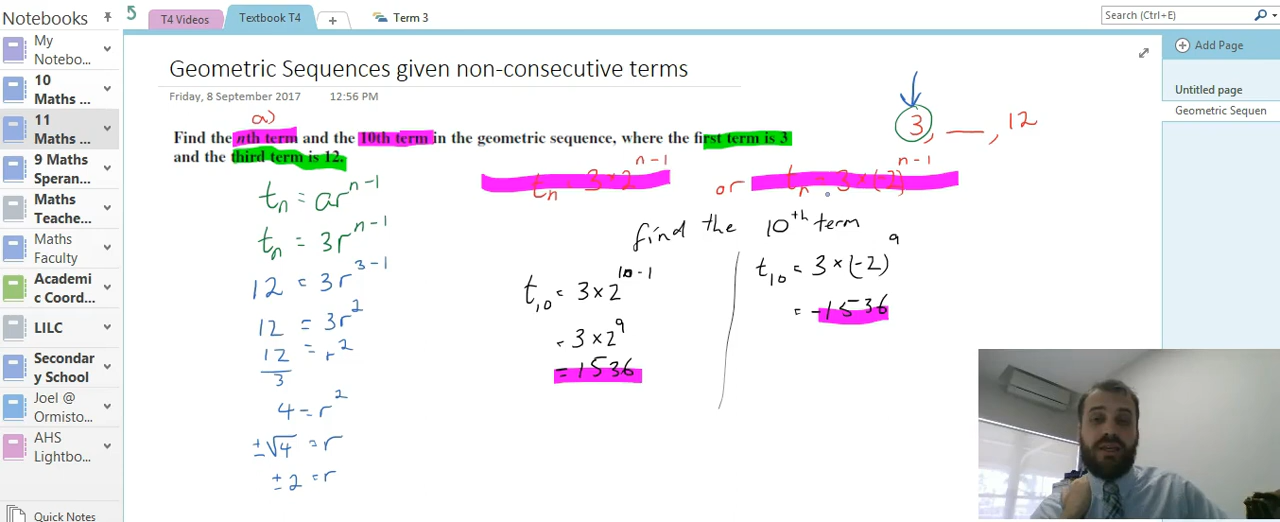 Notebooks
My Notebo...
10 Maths ...
11 Maths ...
9 Maths Speran...
Maths Teache...
Maths Faculty
Academi c Coord...
LILC
Secondar y School
Joel @ Ormisto...
AHS Lightbo...
Quick Notes
T4 Videos
Textbook T4
+
Term 3
Search (Ctrl+E)
Add Page
Untitled page
Geometric Sequen
Geometric Sequences given non-consecutive terms
Friday, 8 September 2017 12:56 PM
a)
Find the nth term and the 10th term in the geometric sequence, where the first term is 3
and the third term is 12.
3, __, 12
tₙ = arⁿ⁻¹
tₙ = 3rⁿ⁻¹
12 = 3r³⁻¹
12 = 3r²
12/3 = r²
4 = r²
±√4 = r
±2 = r
tₙ = 3×2ⁿ⁻¹ or tₙ = 3×(-2)ⁿ⁻¹
find the 10ᵗʰ term
t₁₀ = 3×2¹⁰⁻¹
= 3×2⁹
= 1536
t₁₀ = 3×(-2)⁹
= -1536